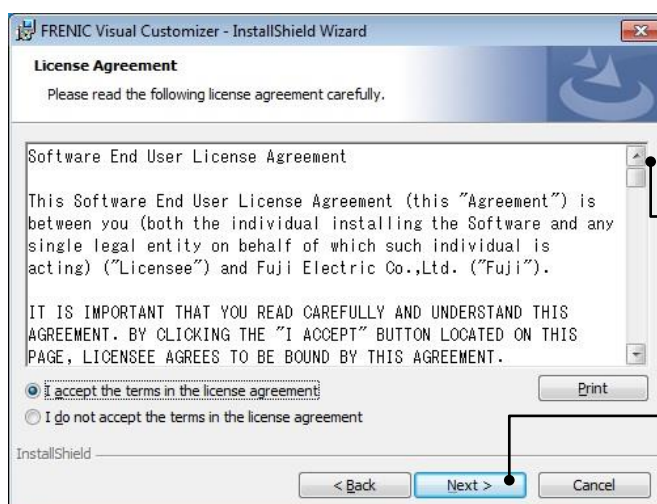 FRENIC Visual Customizer - InstallShield Wizard
License Agreement
Please read the following license agreement carefully.
Software End User License Agreement
This Software End User License Agreement (this "Agreement") is
between you (both the individual installing the Software and any
single legal entity on behalf of which such individual is
acting) ("Licensee") and Fuji Electric Co.,Ltd. ("Fuji").
IT IS IMPORTANT THAT YOU READ CAREFULLY AND UNDERSTAND THIS
AGREEMENT. BY CLICKING THE "I ACCEPT" BUTTON LOCATED ON THIS
PAGE, LICENSEE AGREES TO BE BOUND BY THIS AGREEMENT.
I accept the terms in the license agreement
Print
I do not accept the terms in the license agreement
InstallShield
< Back Next > Cancel